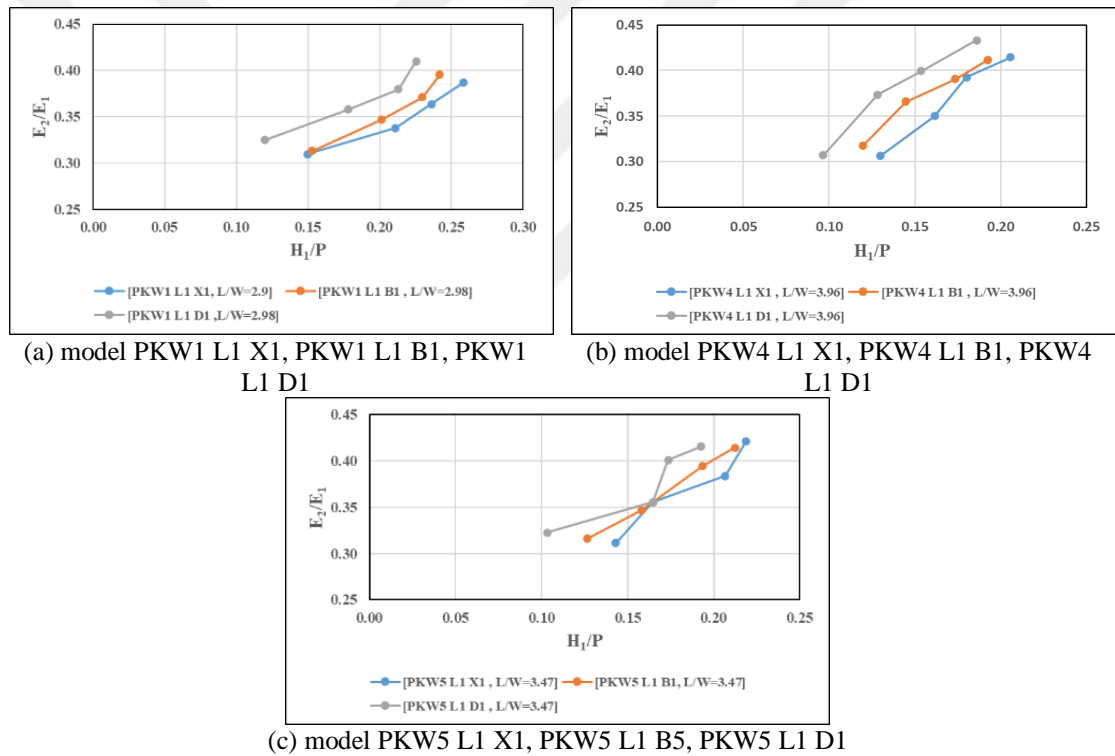 0.45
0.40
0.35
0.30
0.25
E2/E1
0.00 0.05 0.10 0.15 0.20 0.25 0.30
H1/P
[PKW1 L1 X1, L/W=2.9] [PKW1 L1 B1 , L/W=2.98]
[PKW1 L1 D1 ,L/W=2.98]
(a) model PKW1 L1 X1, PKW1 L1 B1, PKW1
L1 D1
0.45
0.40
0.35
0.30
0.25
E2/E1
0.00 0.05 0.10 0.15 0.20 0.25
H1/P
[PKW4 L1 X1 , L/W=3.96] [PKW4 L1 B1 , L/W=3.96]
[PKW4 L1 D1 , L/W=3.96]
(b) model PKW4 L1 X1, PKW4 L1 B1, PKW4
L1 D1
0.45
0.40
0.35
0.30
0.25
E2/E1
0.00 0.05 0.10 0.15 0.20 0.25
H1/P
[PKW5 L1 X1 , L/W=3.47] [PKW5 L1 B1, L/W=3.47]
[PKW5 L1 D1 , L/W=3.47]
(c) model PKW5 L1 X1, PKW5 L1 B5, PKW5 L1 D1